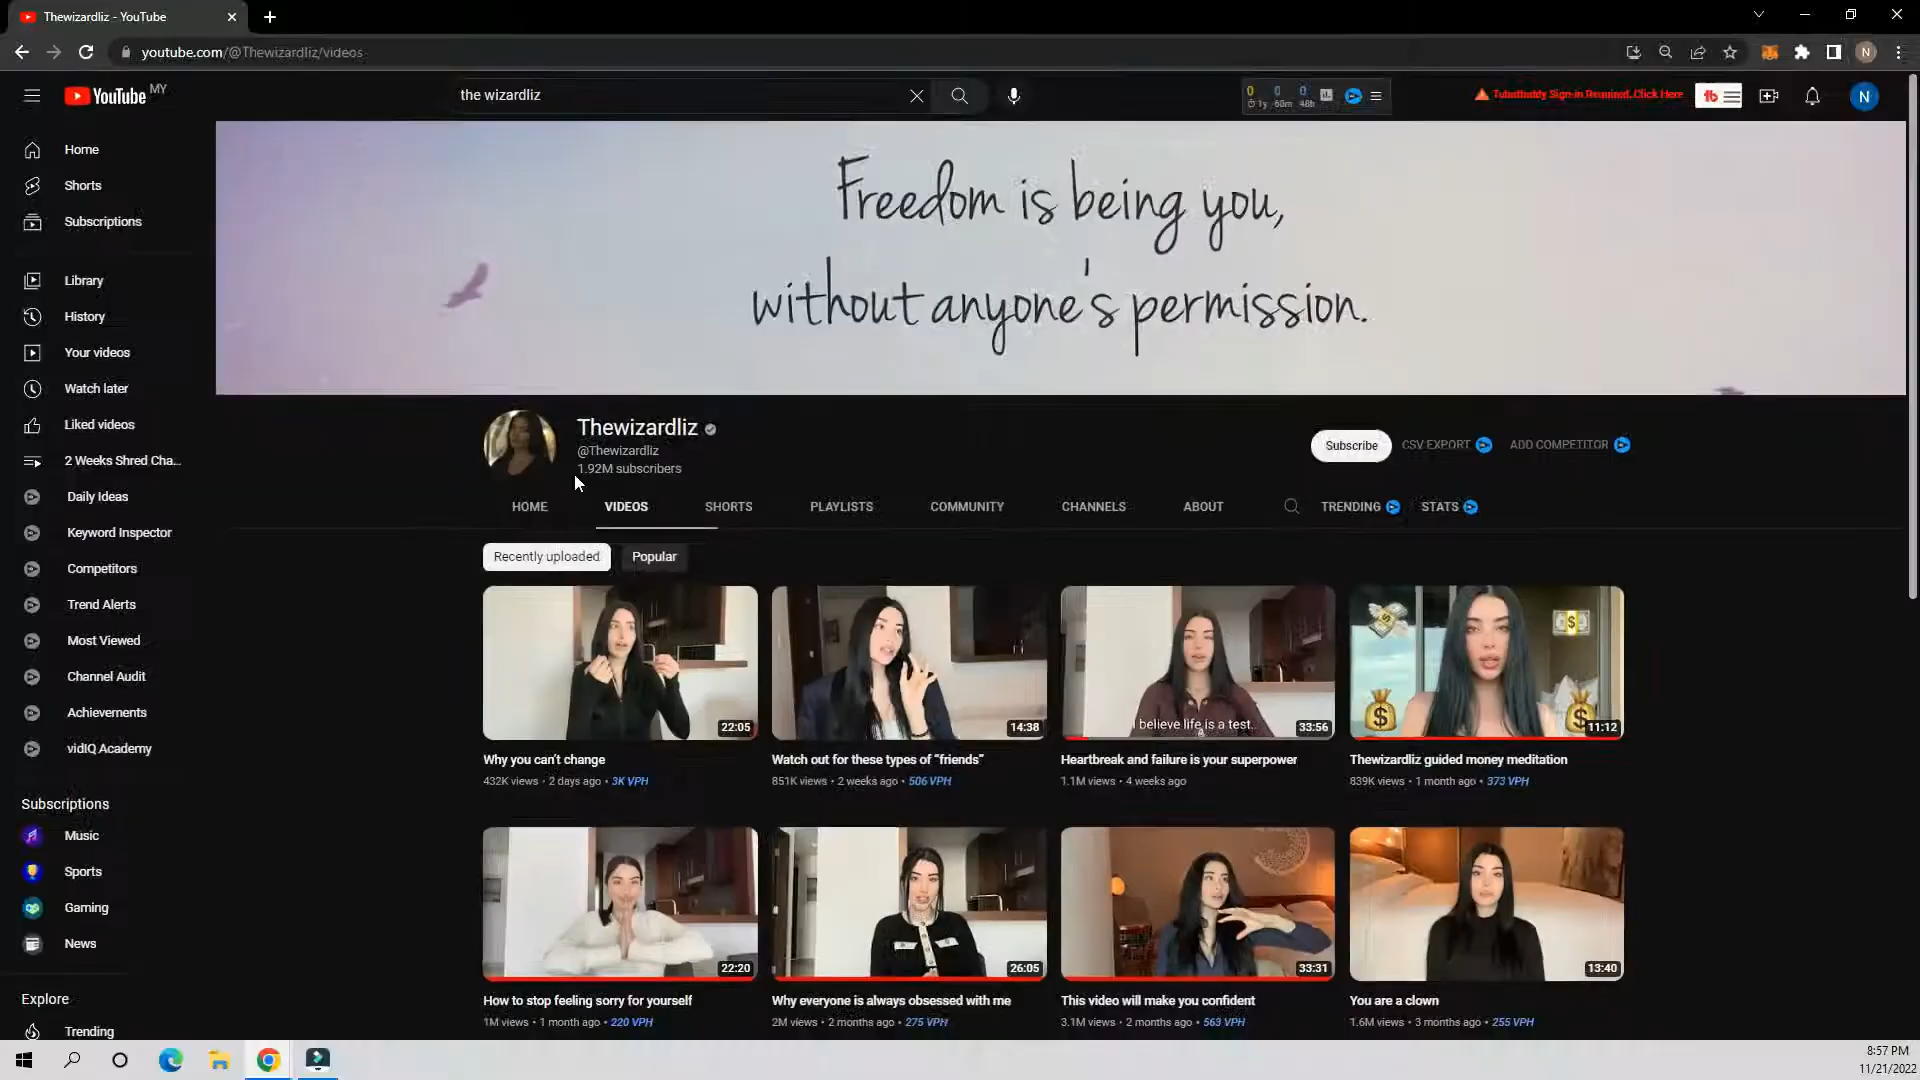 Thewizardliz - YouTube
youtube.com/@Thewizardliz/videos
N
YouTube MY
the wizardliz
0 0 0
1y 60m 48h
Tubebuddy Sign-in Required. Click Here
tb
N
Home
Shorts
Subscriptions
Library
History
Your videos
Watch later
Liked videos
2 Weeks Shred Cha...
Daily Ideas
Keyword Inspector
Competitors
Trend Alerts
Most Viewed
Channel Audit
Achievements
vidIQ Academy
Subscriptions
Music
Sports
Gaming
News
Explore
Trending
Freedom is being you,
without anyone's permission.
Thewizardliz
@Thewizardliz
1.92M subscribers
Subscribe
CSV EXPORT
ADD COMPETITOR
HOME VIDEOS SHORTS PLAYLISTS COMMUNITY CHANNELS ABOUT TRENDING STATS
Recently uploaded Popular
22:05
Why you can't change
432K views • 2 days ago • 3K VPH
14:38
Watch out for these types of "friends"
851K views • 2 weeks ago • 506 VPH
I believe life is a test.
33:56
Heartbreak and failure is your superpower
1.1M views • 4 weeks ago
11:12
Thewizardliz guided money meditation
839K views • 1 month ago • 373 VPH
22:20
How to stop feeling sorry for yourself
1M views • 1 month ago • 220 VPH
26:05
Why everyone is always obsessed with me
2M views • 2 months ago • 275 VPH
33:31
This video will make you confident
3.1M views • 2 months ago • 563 VPH
13:40
You are a clown
1.6M views • 3 months ago • 255 VPH
8:57 PM
11/21/2022